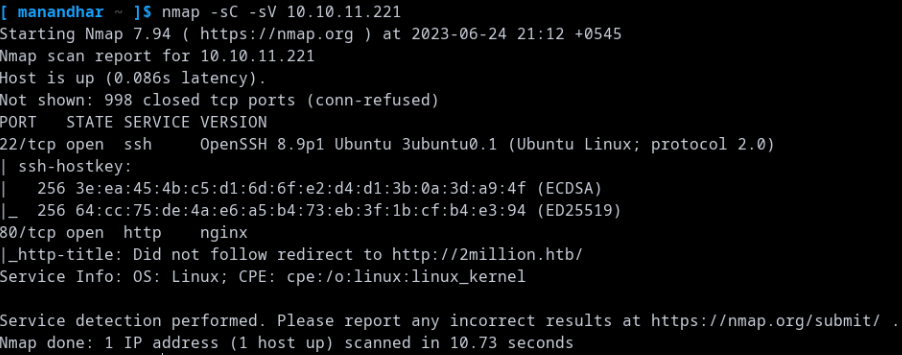 [ manandhar ~ ]$ nmap -sC -sV 10.10.11.221
Starting Nmap 7.94 ( https://nmap.org ) at 2023-06-24 21:12 +0545
Nmap scan report for 10.10.11.221
Host is up (0.086s latency).
Not shown: 998 closed tcp ports (conn-refused)
PORT   STATE SERVICE VERSION
22/tcp open  ssh     OpenSSH 8.9p1 Ubuntu 3ubuntu0.1 (Ubuntu Linux; protocol 2.0)
| ssh-hostkey:
|   256 3e:ea:45:4b:c5:d1:6d:6f:e2:d4:d1:3b:0a:3d:a9:4f (ECDSA)
|_  256 64:cc:75:de:4a:e6:a5:b4:73:eb:3f:1b:cf:b4:e3:94 (ED25519)
80/tcp open  http    nginx
|_http-title: Did not follow redirect to http://2million.htb/
Service Info: OS: Linux; CPE: cpe:/o:linux:linux_kernel
Service detection performed. Please report any incorrect results at https://nmap.org/submit/ .
Nmap done: 1 IP address (1 host up) scanned in 10.73 seconds